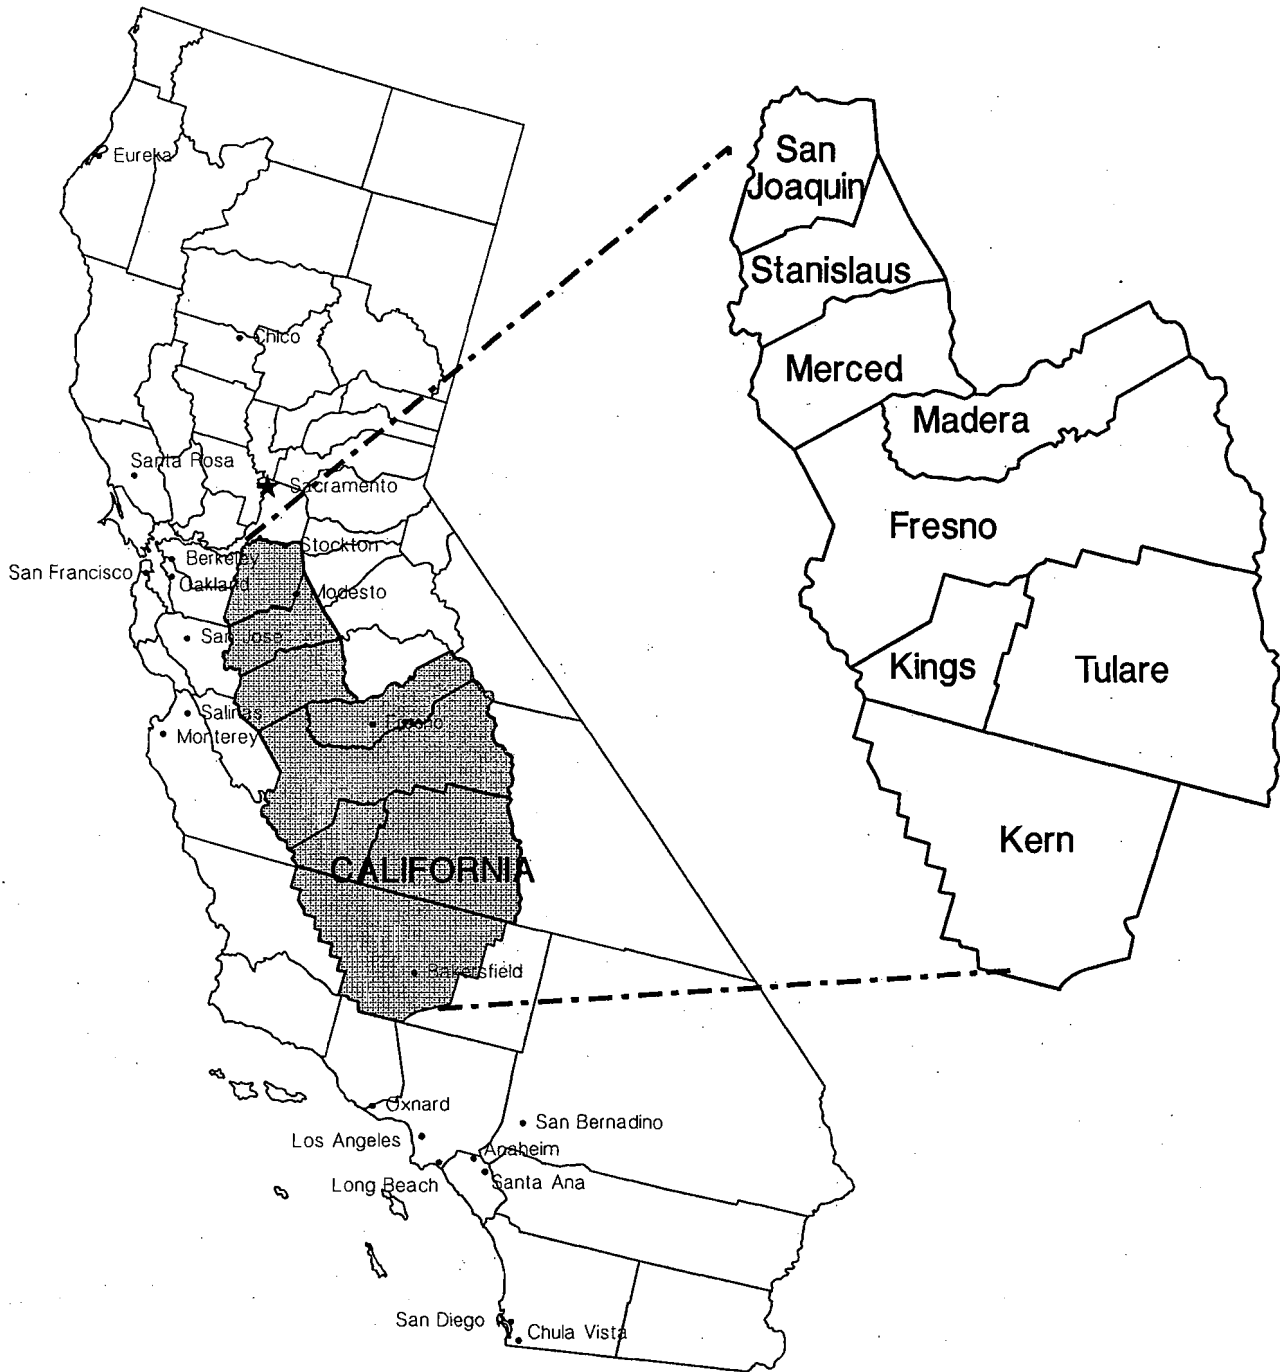 Eureka
Chico
Santa Rosa
Sacramento
Stockton
Berkeley
San Francisco
Oakland
Modesto
San Jose
Salinas
Monterey
Fresno
CALIFORNIA
Bakersfield
Oxnard
San Bernadino
Los Angeles
Anaheim
Long Beach
Santa Ana
San Diego
Chula Vista
San
Joaquin
Stanislaus
Merced
Madera
Fresno
Kings
Tulare
Kern